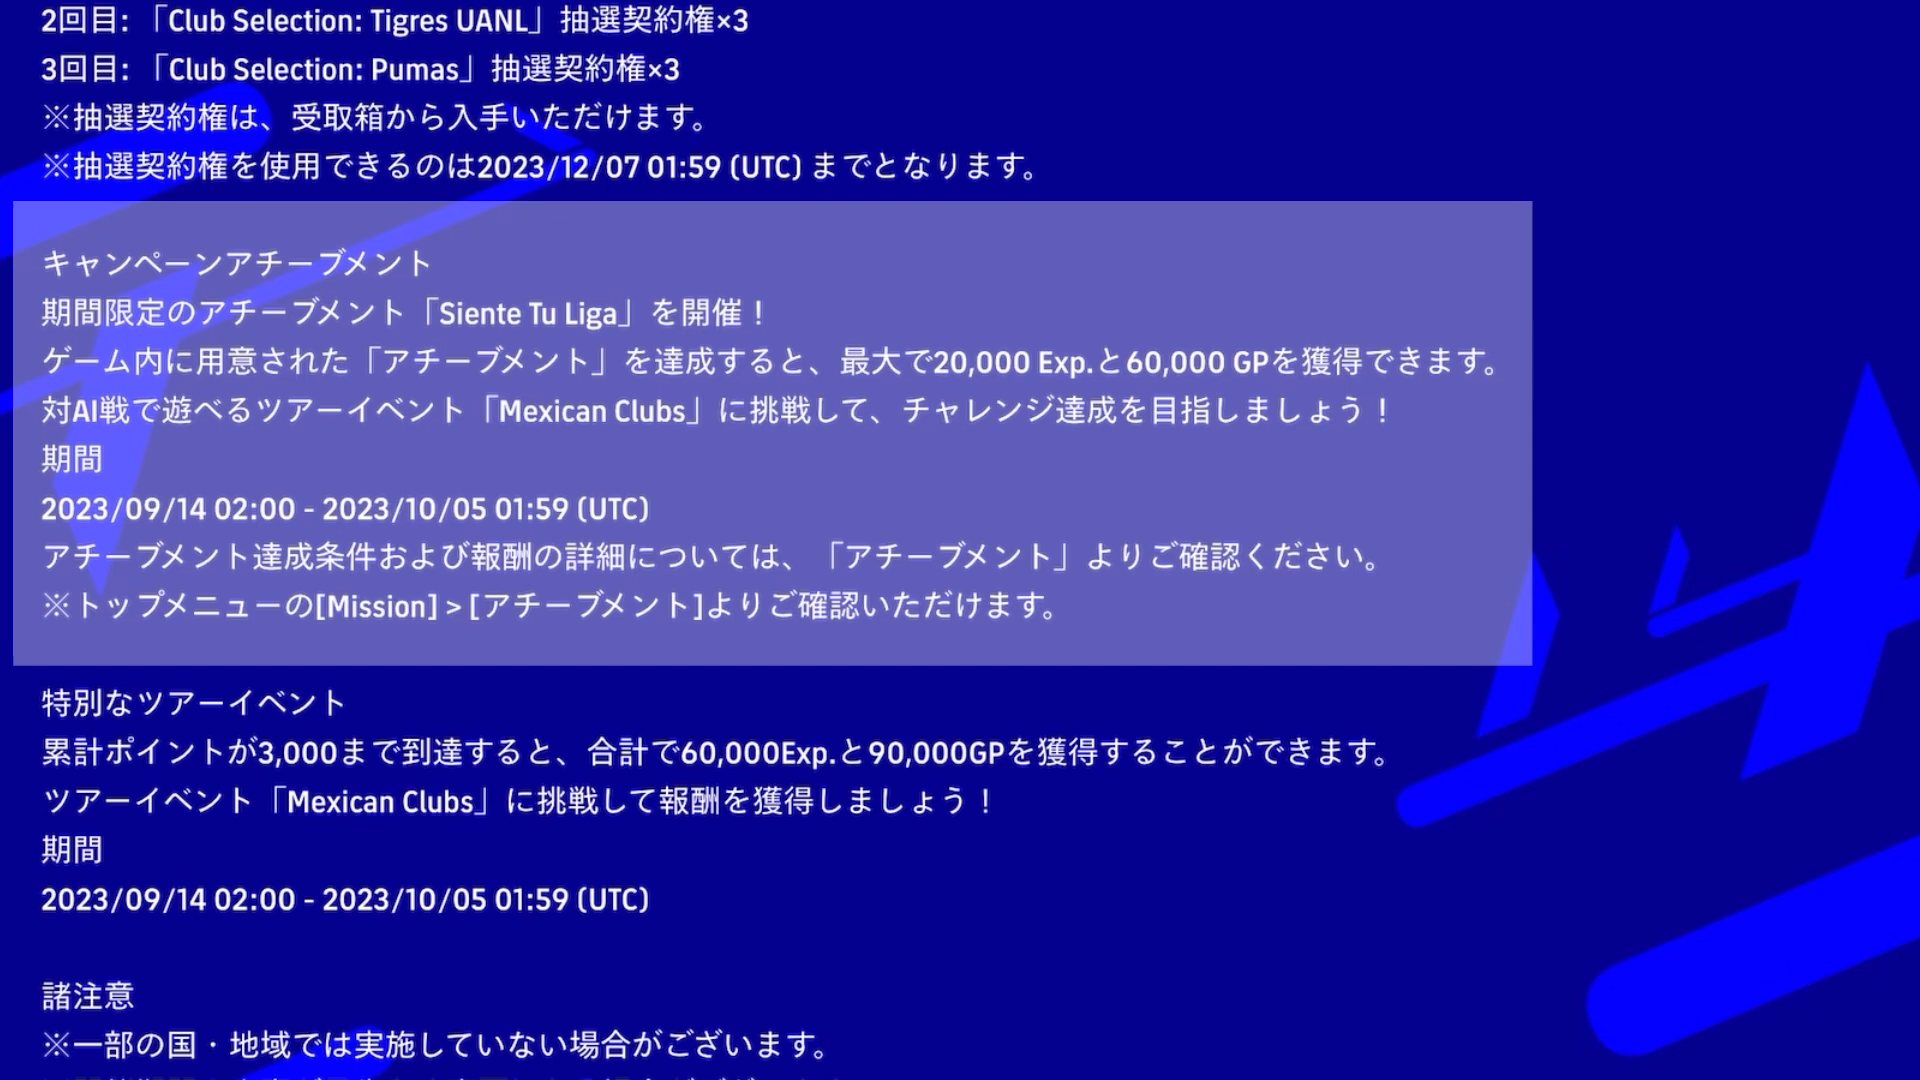 2回目: 「Club Selection: Tigres UANL」抽選契約権×3
3回目: 「Club Selection: Pumas」抽選契約権×3
※抽選契約権は、受取箱から入手いただけます。
※抽選契約権を使用できるのは2023/12/07 01:59 (UTC) までとなります。
キャンペーンアチーブメント
期間限定のアチーブメント「Siente Tu Liga」を開催！
ゲーム内に用意された「アチーブメント」を達成すると、最大で20,000 Exp.と60,000 GPを獲得できます。
対AI戦で遊べるツアーイベント「Mexican Clubs」に挑戦して、チャレンジ達成を目指しましょう！
期間
2023/09/14 02:00 - 2023/10/05 01:59 (UTC)
アチーブメント達成条件および報酬の詳細については、「アチーブメント」よりご確認ください。
※トップメニューの[Mission] > [アチーブメント]よりご確認いただけます。
特別なツアーイベント
累計ポイントが3,000まで到達すると、合計で60,000Exp.と90,000GPを獲得することができます。
ツアーイベント「Mexican Clubs」に挑戦して報酬を獲得しましょう！
期間
2023/09/14 02:00 - 2023/10/05 01:59 (UTC)
諸注意
※一部の国・地域では実施していない場合がございます。